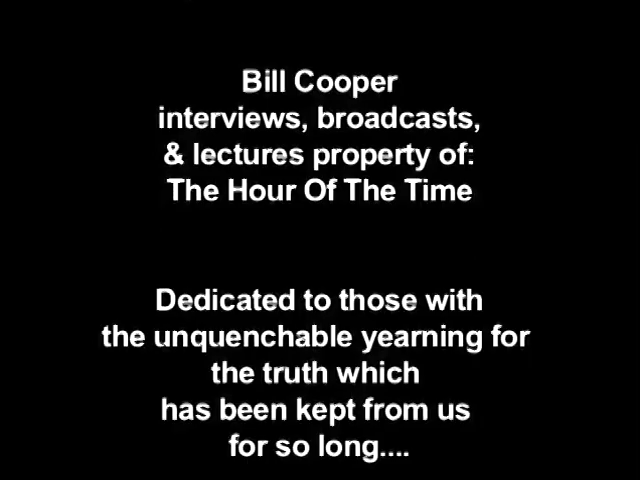 Bill Cooper
interviews, broadcasts,
& lectures property of:
The Hour Of The Time
Dedicated to those with
the unquenchable yearning for
the truth which
has been kept from us
for so long....